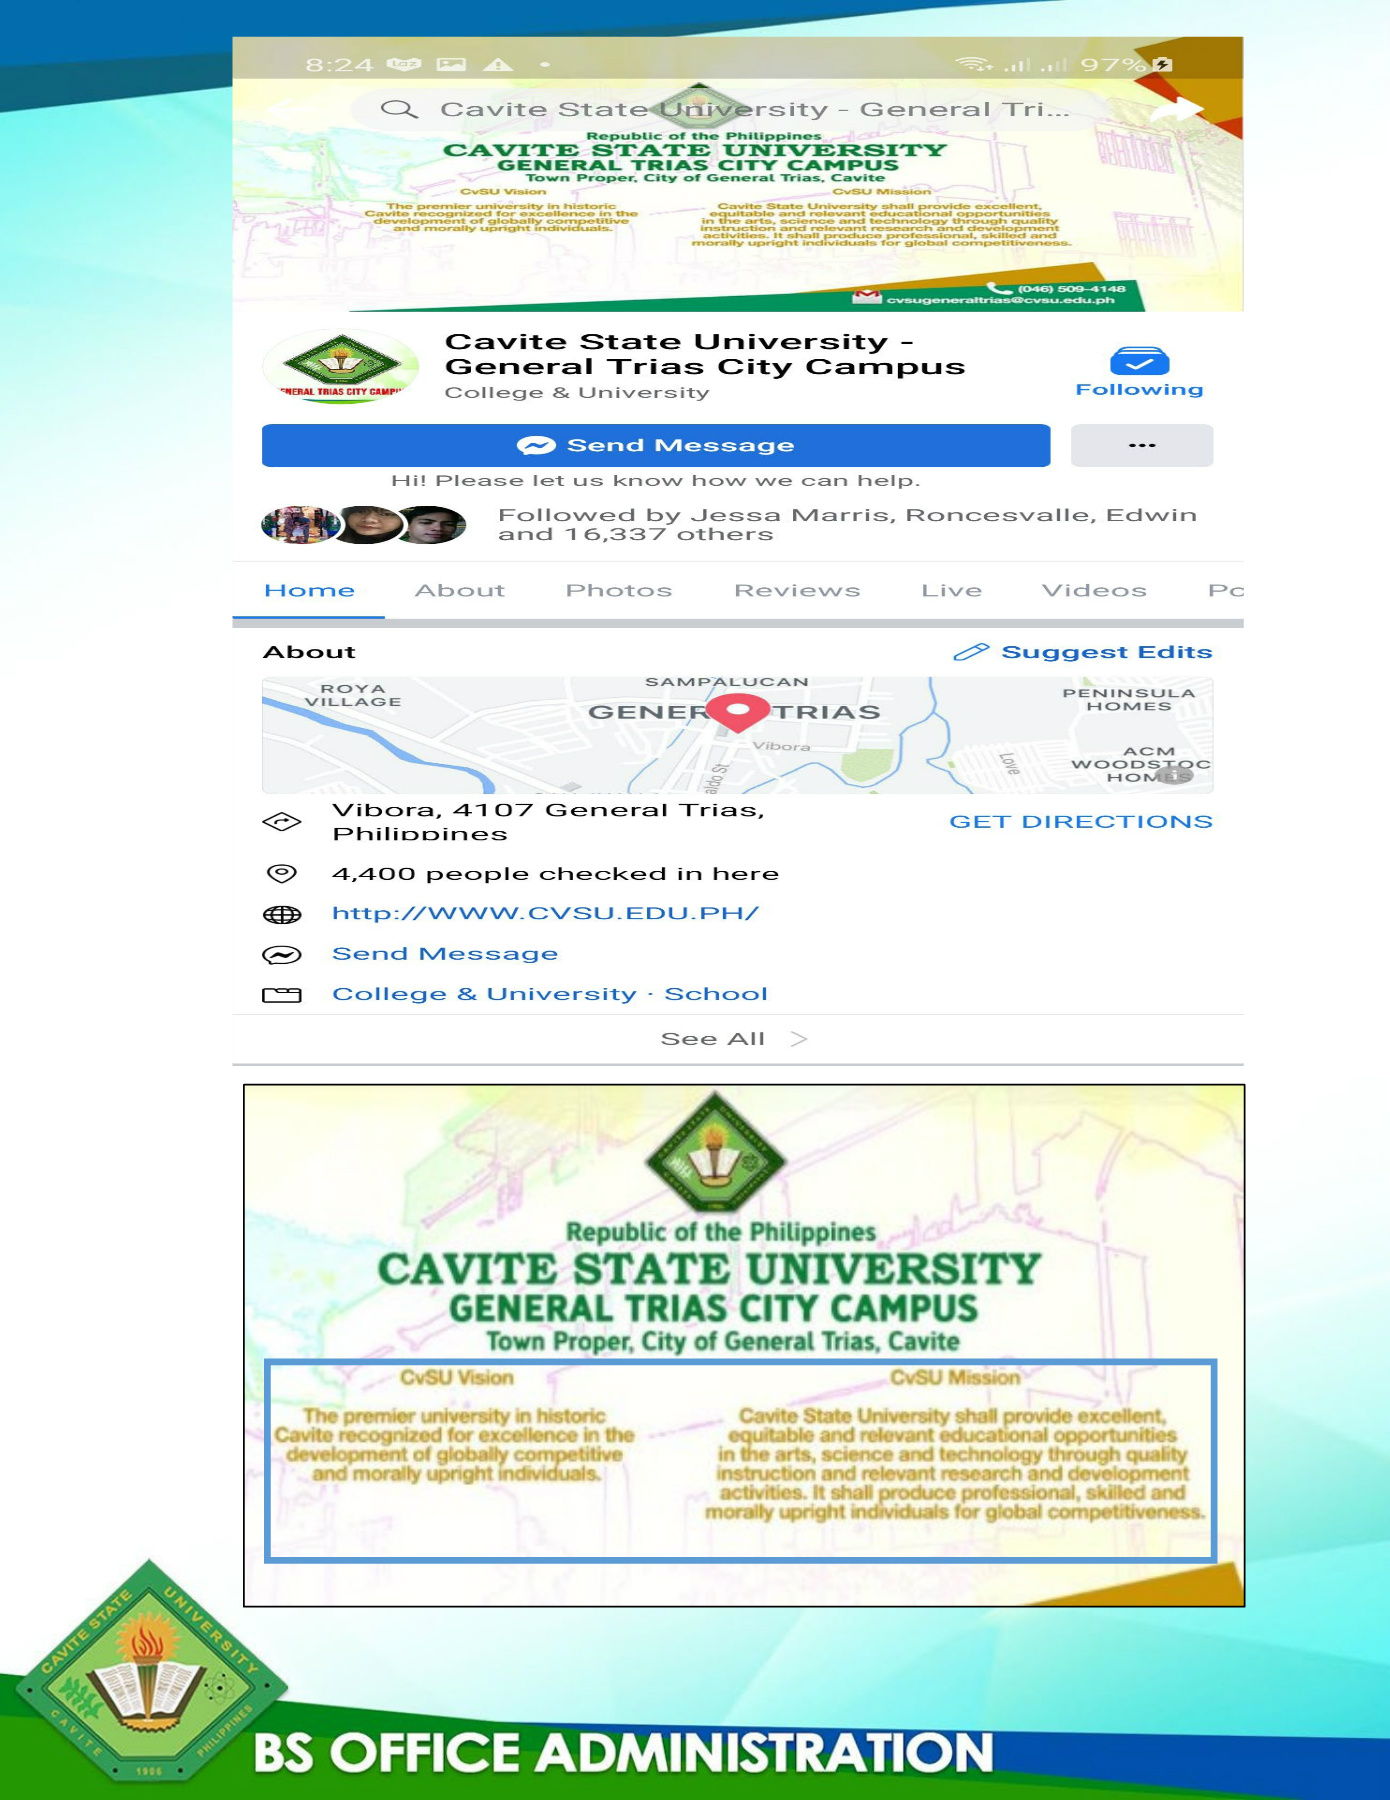 8:24
97%
Cavite State University - General Tri...
Republic of the Philippines
CAVITE STATE UNIVERSITY
GENERAL TRIAS CITY CAMPUS
Town Proper, City of General Trias, Cavite
CvSU Vision
The premier university in historic
Cavite recognized for excellence in the
development of globally competitive
and morally upright individuals.
CvSU Mission
Cavite State University shall provide excellent,
equitable and relevant educational opportunities
in the arts, science and technology through quality
instruction and relevant research and development
activities. It shall produce professional, skilled and
morally upright individuals for global competitiveness.
(046) 509-4148
cvsugeneraltrias@cvsu.edu.ph
Cavite State University -
General Trias City Campus
College & University
Following
Send Message
Hi! Please let us know how we can help.
Followed by Jessa Marris, Roncesvalle, Edwin
and 16,337 others
Home About Photos Reviews Live Videos Po
About
Suggest Edits
ROYA
VILLAGE
SAMPALUCAN
GENER TRIAS
Vibora
aldo St
Love
PENINSULA
HOMES
ACM
WOODSTOC
HOMES
Vibora, 4107 General Trias,
Philippines
GET DIRECTIONS
4,400 people checked in here
http://WWW.CVSU.EDU.PH/
Send Message
College & University · School
See All >
Republic of the Philippines
CAVITE STATE UNIVERSITY
GENERAL TRIAS CITY CAMPUS
Town Proper, City of General Trias, Cavite
CvSU Vision
The premier university in historic
Cavite recognized for excellence in the
development of globally competitive
and morally upright individuals.
CvSU Mission
Cavite State University shall provide excellent,
equitable and relevant educational opportunities
in the arts, science and technology through quality
instruction and relevant research and development
activities. It shall produce professional, skilled and
morally upright individuals for global competitiveness.
CAVITE STATE UNIVERSITY
CAVITE PHILIPPINES
1906
BS OFFICE ADMINISTRATION